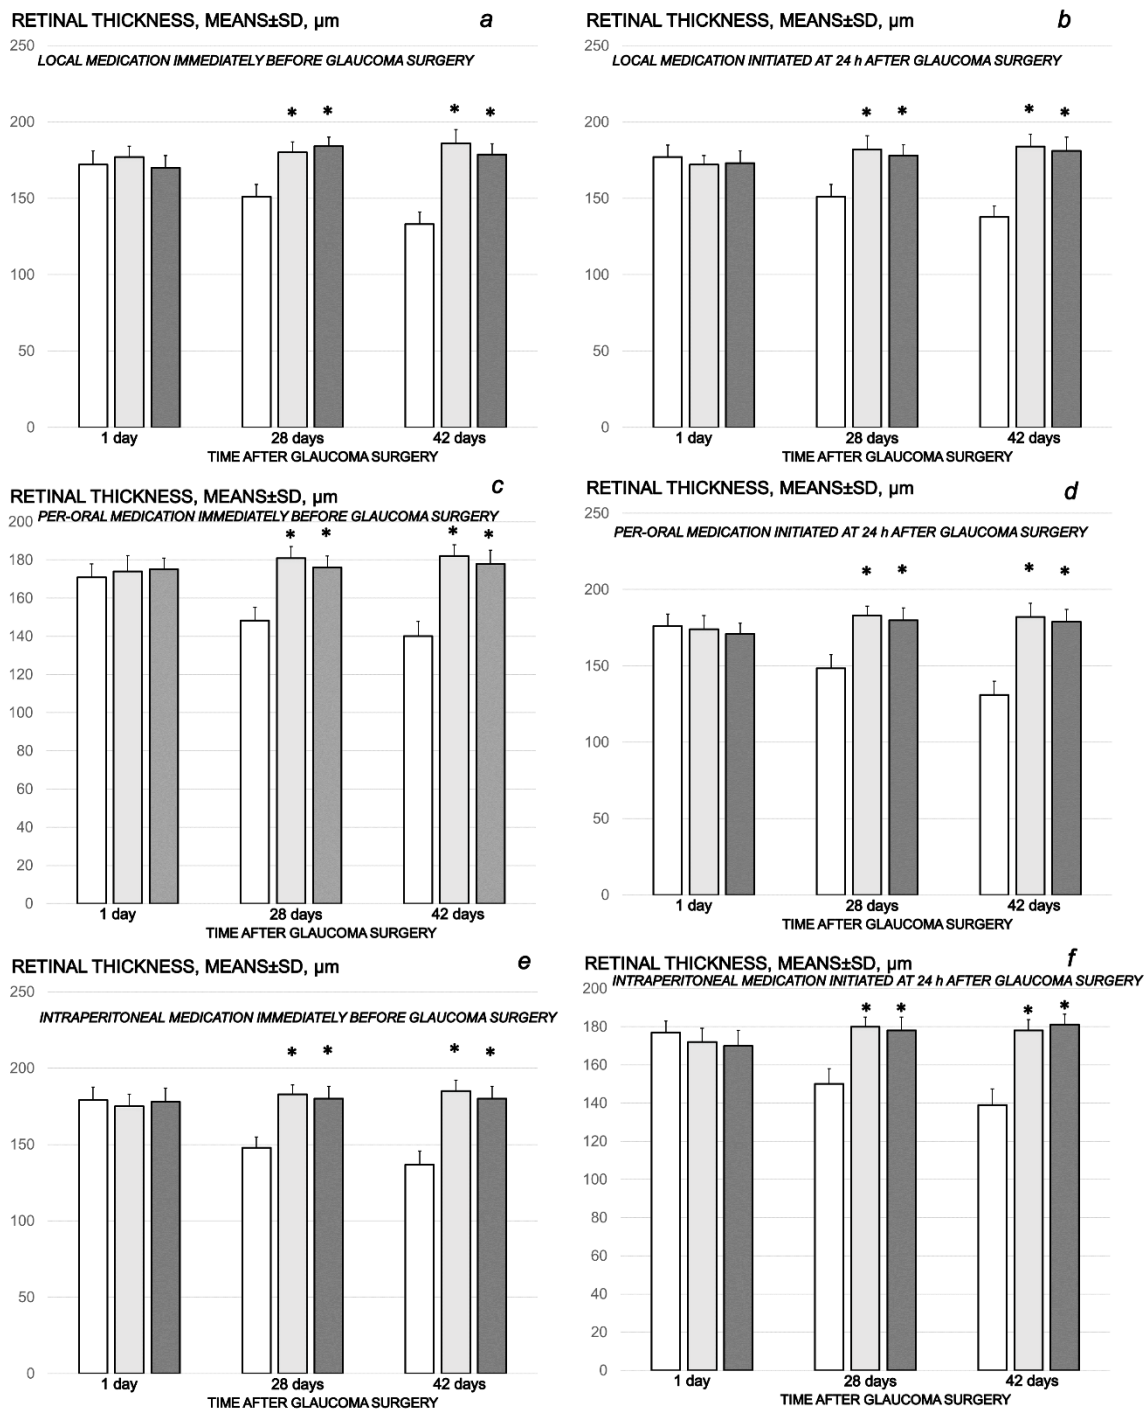 RETINAL THICKNESS, MEANS±SD, µm
a
250
LOCAL MEDICATION IMMEDIATELY BEFORE GLAUCOMA SURGERY
* * * *
200
150
100
50
0
1 day 28 days 42 days
TIME AFTER GLAUCOMA SURGERY
RETINAL THICKNESS, MEANS±SD, µm
b
250
LOCAL MEDICATION INITIATED AT 24 h AFTER GLAUCOMA SURGERY
* * * *
200
150
100
50
0
1 day 28 days 42 days
TIME AFTER GLAUCOMA SURGERY
RETINAL THICKNESS, MEANS±SD, µm
c
200
PER-ORAL MEDICATION IMMEDIATELY BEFORE GLAUCOMA SURGERY
* * * *
180
160
140
120
100
80
60
40
20
0
1 day 28 days 42 days
TIME AFTER GLAUCOMA SURGERY
RETINAL THICKNESS, MEANS±SD, µm
d
250
PER-ORAL MEDICATION INITIATED AT 24 h AFTER GLAUCOMA SURGERY
* * * *
200
150
100
50
0
1 day 28 days 42 days
TIME AFTER GLAUCOMA SURGERY
RETINAL THICKNESS, MEANS±SD, µm
e
250
INTRAPERITONEAL MEDICATION IMMEDIATELY BEFORE GLAUCOMA SURGERY
* * * *
200
150
100
50
0
1 day 28 days 42 days
TIME AFTER GLAUCOMA SURGERY
RETINAL THICKNESS, MEANS±SD, µm
f
INTRAPERITONEAL MEDICATION INITIATED AT 24 h AFTER GLAUCOMA SURGERY
200
* * * *
180
160
140
120
100
80
60
40
20
0
1 day 28 days 42 days
TIME AFTER GLAUCOMA SURGERY